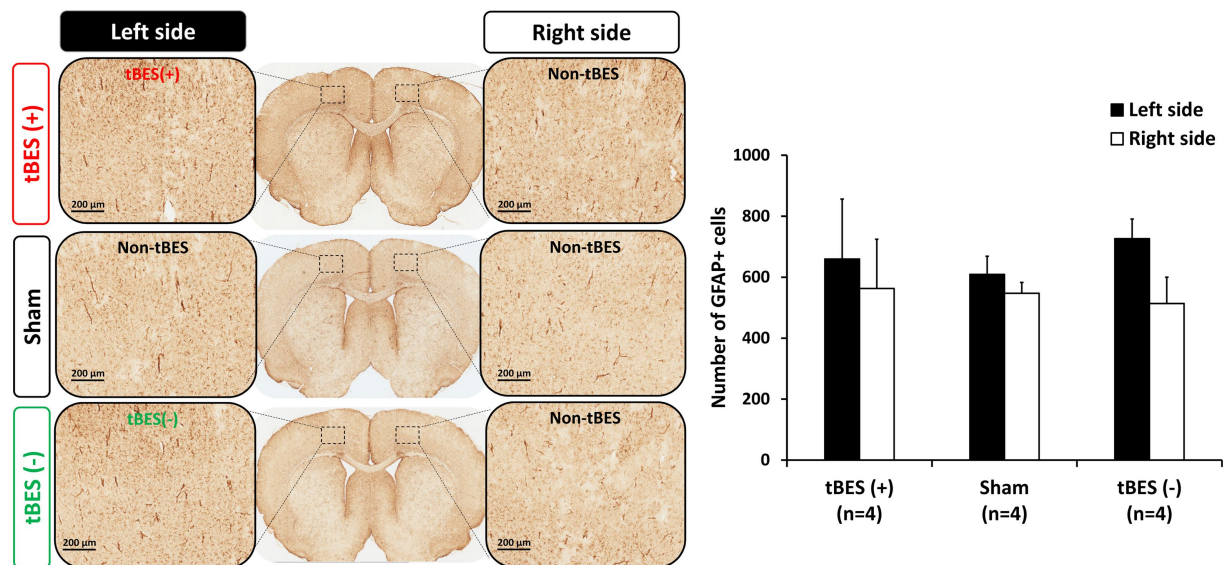 Left side
Right side
tBES (+)
tBES(+)
200 µm
Non-tBES
200 µm
Sham
Non-tBES
200 µm
Non-tBES
200 µm
tBES (-)
tBES(-)
200 µm
Non-tBES
200 µm
Left side
Right side
Number of GFAP+ cells
1000
800
600
400
200
0
tBES (+)
(n=4)
Sham
(n=4)
tBES (-)
(n=4)